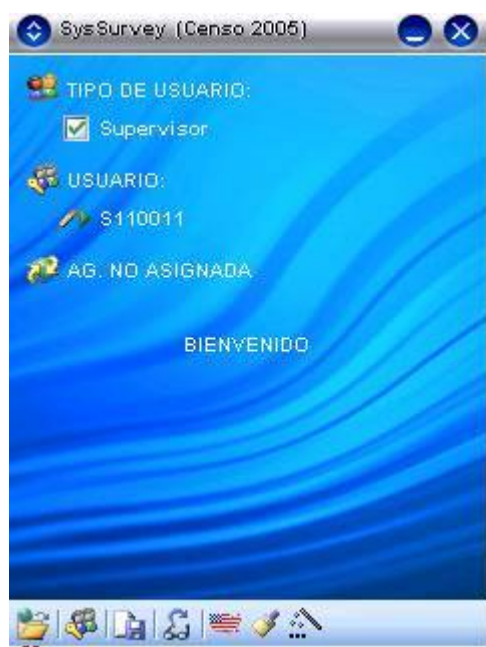 SysSurvey (Censo 2005)
TIPO DE USUARIO:
Supervisor
USUARIO:
S110011
AG. NO ASIGNADA
BIENVENIDO